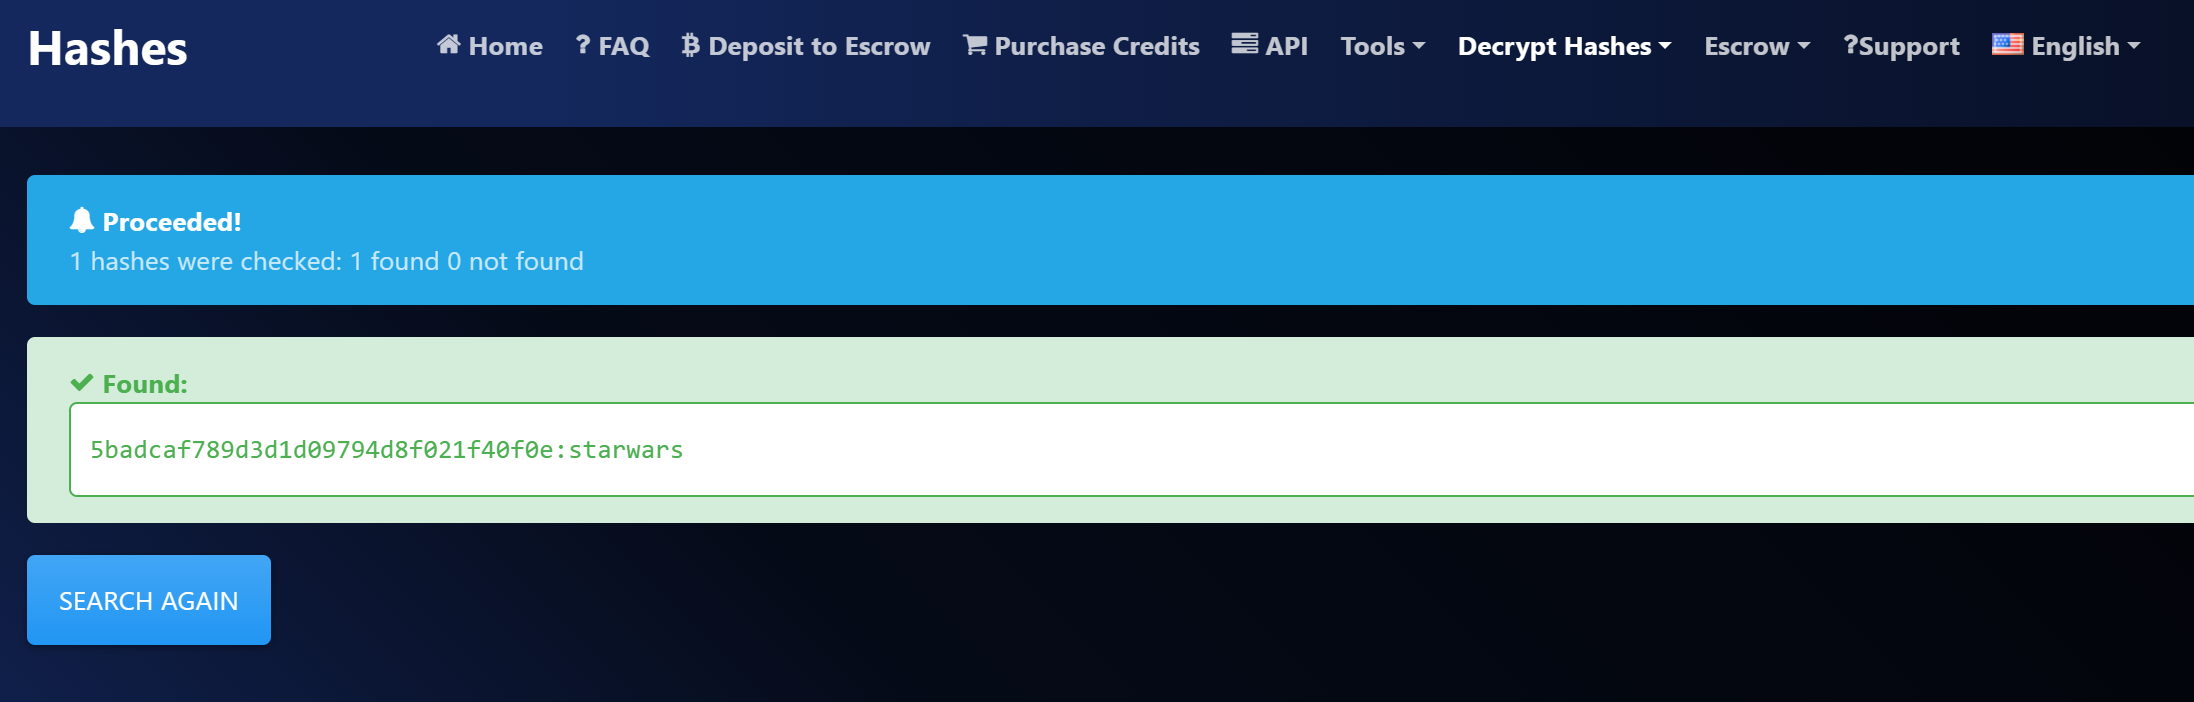 Hashes
Home ? FAQ Deposit to Escrow Purchase Credits API Tools Decrypt Hashes Escrow ?Support English
Proceeded!
1 hashes were checked: 1 found 0 not found
Found:
5badcaf789d3d1d09794d8f021f40f0e:starwars
SEARCH AGAIN